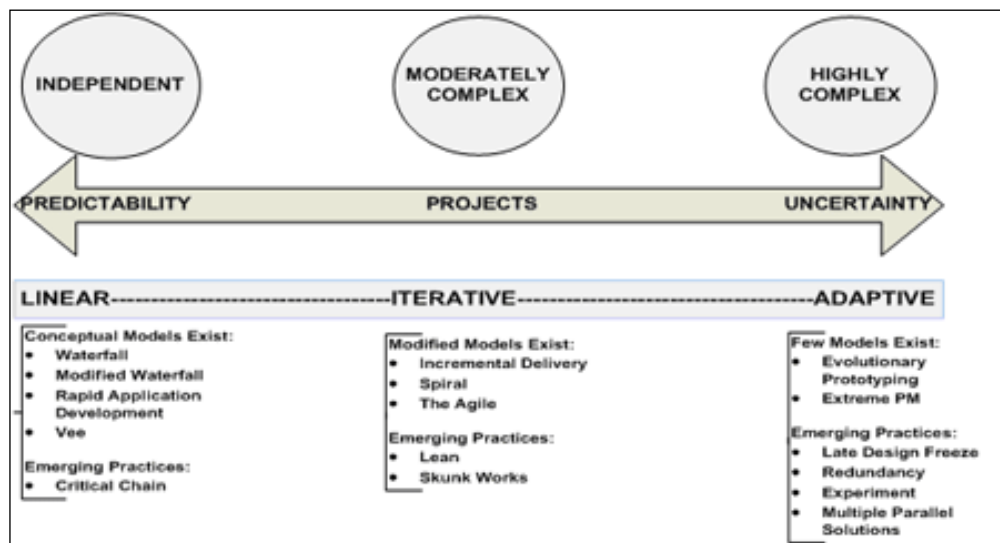 INDEPENDENT
MODERATELY
COMPLEX
HIGHLY
COMPLEX
PREDICTABILITY PROJECTS UNCERTAINTY
LINEAR------------------------------------ITERATIVE--------------------------------------ADAPTIVE
Conceptual Models Exist:
• Waterfall
• Modified Waterfall
• Rapid Application
Development
• Vee
Emerging Practices:
• Critical Chain
Modified Models Exist:
• Incremental Delivery
• Spiral
• The Agile
Emerging Practices:
• Lean
• Skunk Works
Few Models Exist:
• Evolutionary
Prototyping
• Extreme PM
Emerging Practices:
• Late Design Freeze
• Redundancy
• Experiment
• Multiple Parallel
Solutions